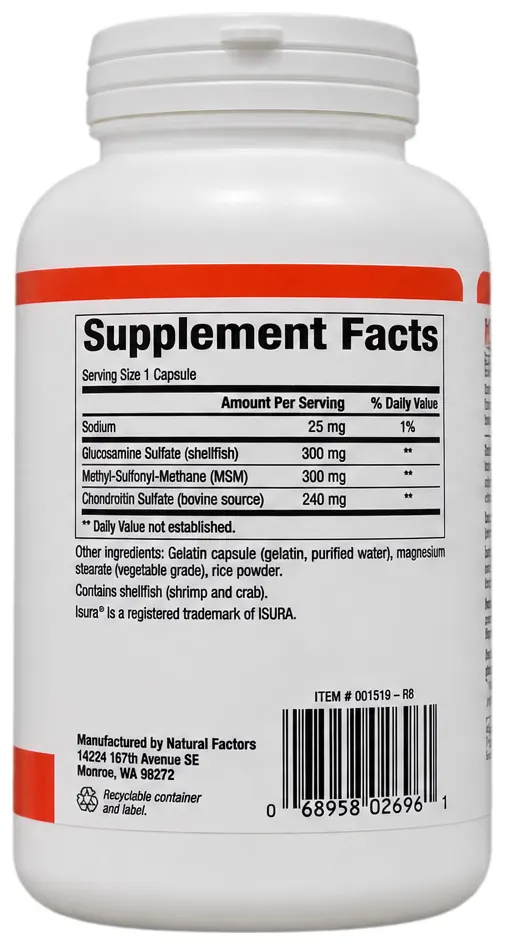 Supplement Facts
Serving Size 1 Capsule
Amount Per Serving % Daily Value
Sodium 25 mg 1%
Glucosamine Sulfate (shellfish) 300 mg **
Methyl-Sulfonyl-Methane (MSM) 300 mg **
Chondroitin Sulfate (bovine source) 240 mg **
** Daily Value not established.
Other ingredients: Gelatin capsule (gelatin, purified water), magnesium
stearate (vegetable grade), rice powder.
Contains shellfish (shrimp and crab).
Isura® Is a registered trademark of ISURA.
ITEM # 001519 – R8
Manufactured by Natural Factors
14224 167th Avenue SE
Monroe, WA 98272
Recyclable container
and label.
0 68958 02696 1